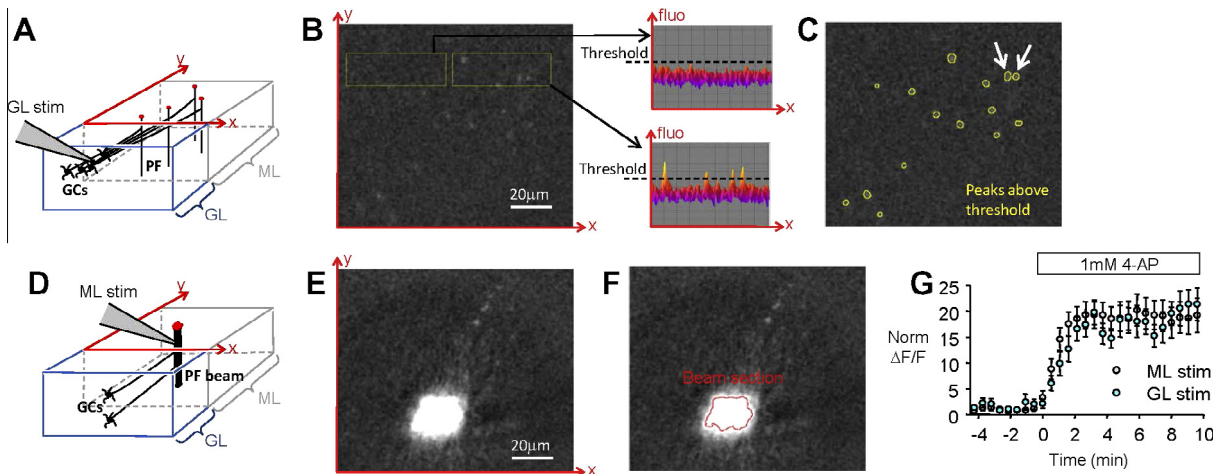 A
GL stim
y
x
GCs
PF
ML
GL
B
y
20μm
x
fluo
Threshold
x
fluo
Threshold
x
C
Peaks above
threshold
D
ML stim
y
x
PF beam
GCs
ML
GL
E
y
20μm
x
F
Beam section
G
1mM 4-AP
Norm
ΔF/F
25
20
15
10
5
0
ML stim
GL stim
-4 -2 0 2 4 6 8 10
Time (min)